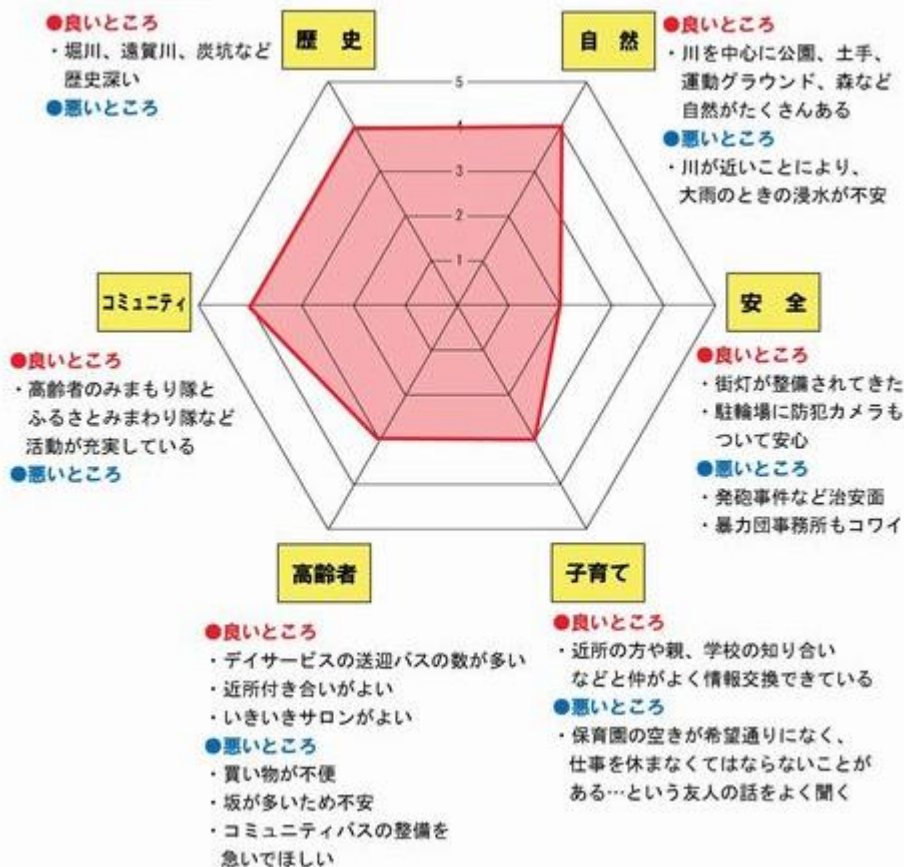 歴 史
●良いところ
・堀川、遠賀川、炭坑など
歴史深い
●悪いところ
自 然
●良いところ
・川を中心に公園、土手、
運動グラウンド、森など
自然がたくさんある
●悪いところ
・川が近いことにより、
大雨のときの浸水が不安
5
4
3
2
1
コミュニティ
●良いところ
・高齢者のみまもり隊と
ふるさとみまわり隊など
活動が充実している
●悪いところ
安 全
●良いところ
・街灯が整備されてきた
・駐輪場に防犯カメラも
ついて安心
●悪いところ
・発砲事件など治安面
・暴力団事務所もコワイ
高齢者
●良いところ
・デイサービスの送迎バスの数が多い
・近所付き合いがよい
・いきいきサロンがよい
●悪いところ
・買い物が不便
・坂が多いため不安
・コミュニティバスの整備を
急いでほしい
子育て
●良いところ
・近所の方や親、学校の知り合い
などと仲がよく情報交換できている
●悪いところ
・保育園の空きが希望通りになく、
仕事を休まなくてはならないことが
ある…という友人の話をよく聞く